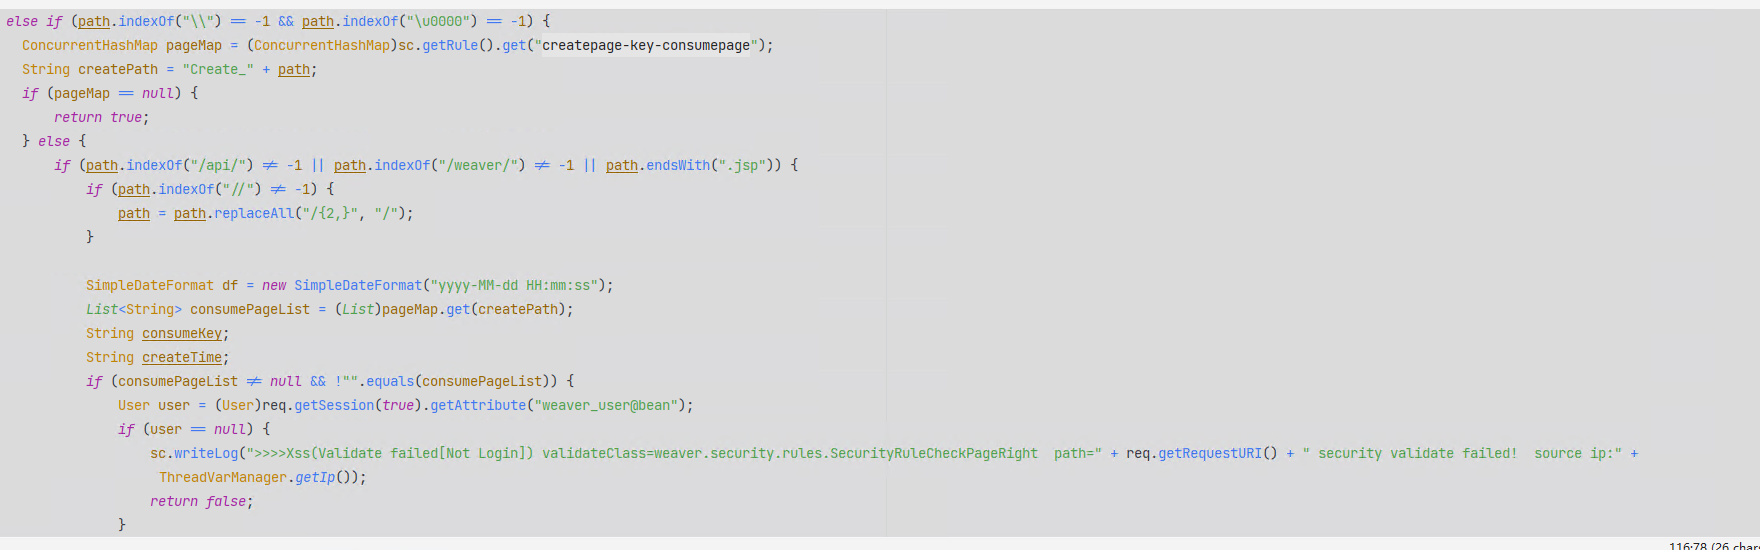 else if (path.indexOf("\\") == -1 && path.indexOf("\u0000") == -1) {
ConcurrentHashMap pageMap = (ConcurrentHashMap)sc.getRule().get("createpage-key-consumepage");
String createPath = "Create_" + path;
if (pageMap == null) {
return true;
} else {
if (path.indexOf("/api/") != -1 || path.indexOf("/weaver/") != -1 || path.endsWith(".jsp")) {
if (path.indexOf("//") != -1) {
path = path.replaceAll("/{2,}", "/");
}
SimpleDateFormat df = new SimpleDateFormat("yyyy-MM-dd HH:mm:ss");
List<String> consumePageList = (List)pageMap.get(createPath);
String consumeKey;
String createTime;
if (consumePageList != null && !"".equals(consumePageList)) {
User user = (User)req.getSession(true).getAttribute("weaver_user@bean");
if (user == null) {
sc.writeLog(">>>>Xss(Validate failed[Not Login]) validateClass=weaver.security.rules.SecurityRuleCheckPageRight  path=" + req.getRequestURI() + " security validate failed!  source ip:" +
ThreadVarManager.getIp());
return false;
}
116:78 (26 char